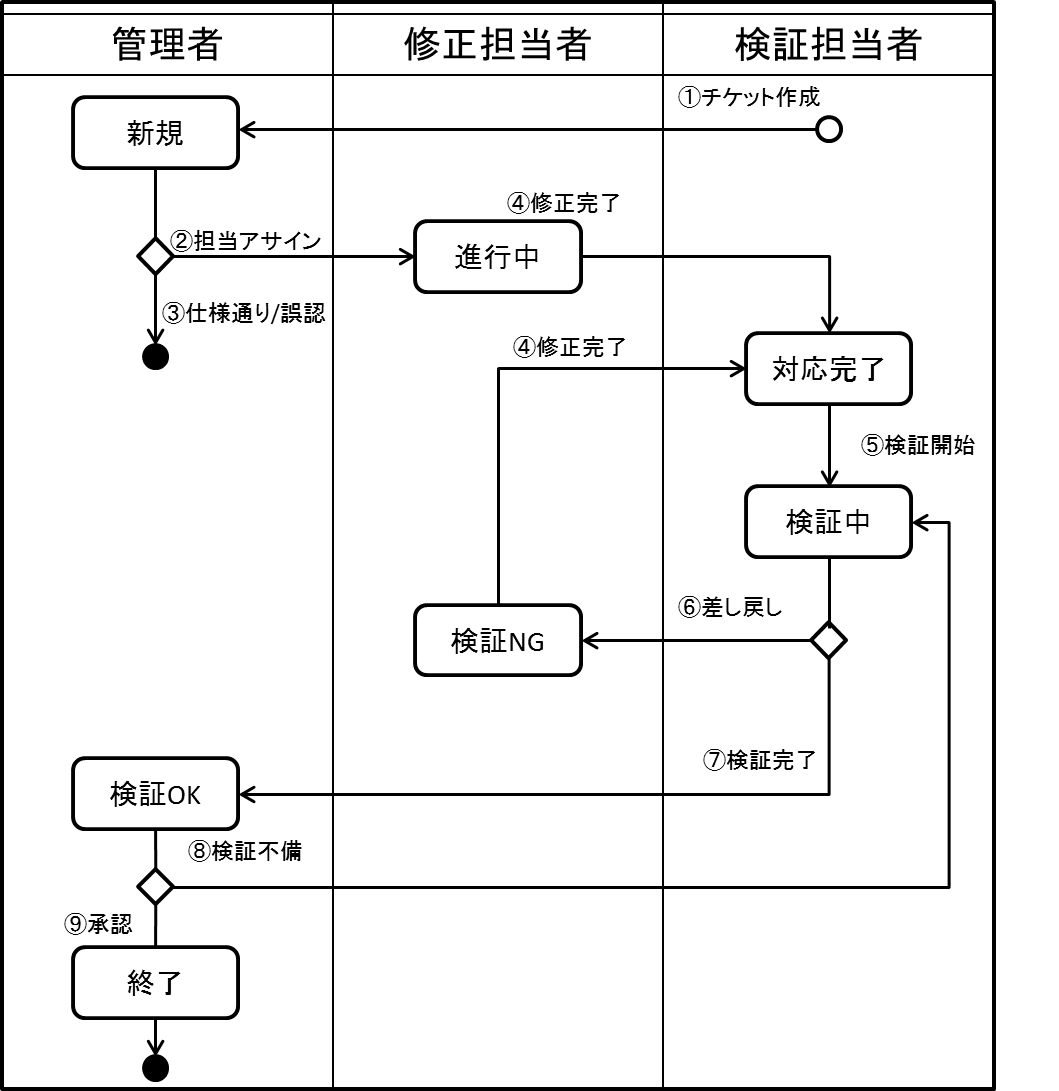 管理者
修正担当者
検証担当者
①チケット作成
新規
④修正完了
②担当アサイン
進行中
③仕様通り/誤認
④修正完了
対応完了
⑤検証開始
検証中
⑥差し戻し
検証NG
⑦検証完了
検証OK
⑧検証不備
⑨承認
終了